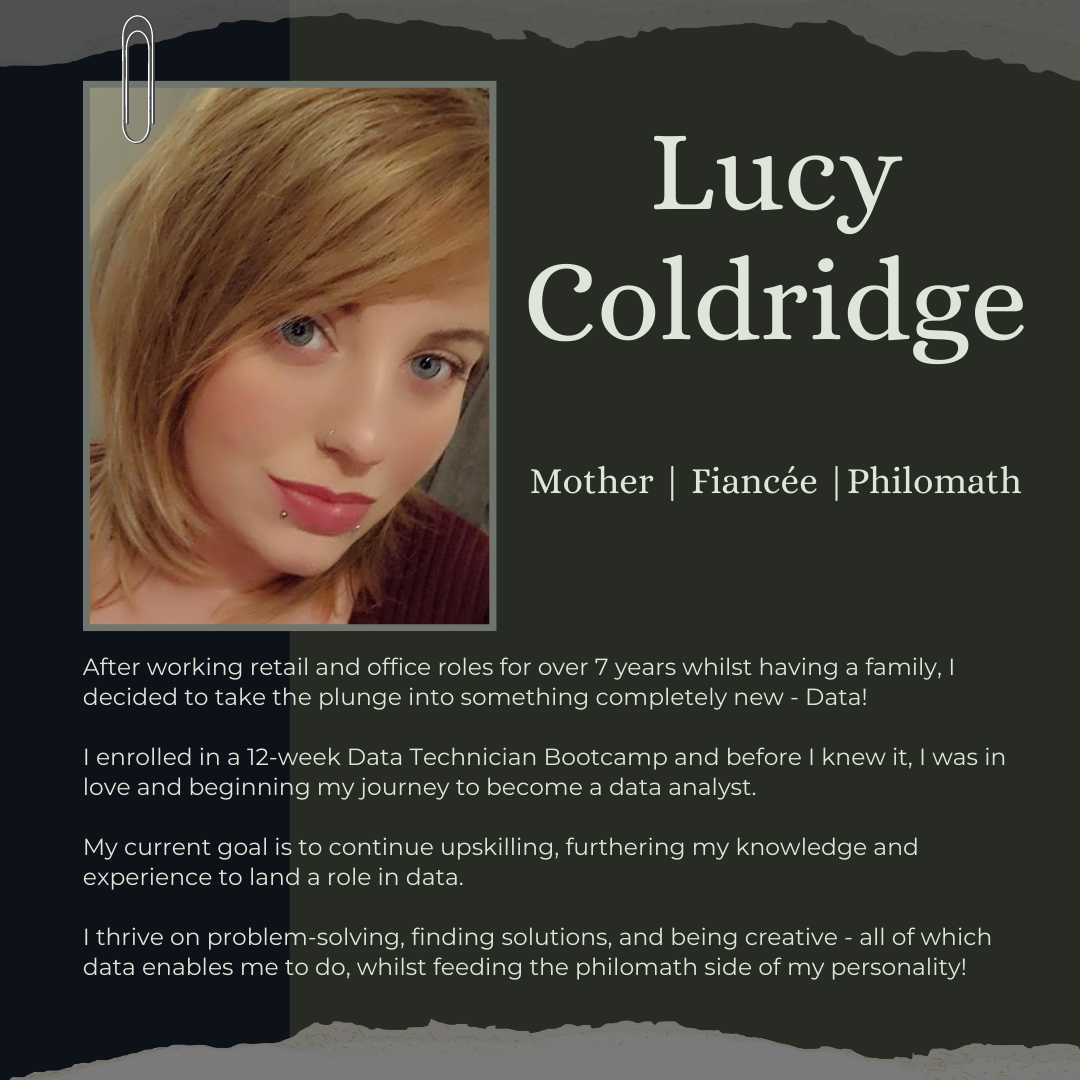 Lucy
Coldridge
Mother | Fiancée |Philomath
After working retail and office roles for over 7 years whilst having a family, I
decided to take the plunge into something completely new - Data!
I enrolled in a 12-week Data Technician Bootcamp and before I knew it, I was in
love and beginning my journey to become a data analyst.
My current goal is to continue upskilling, furthering my knowledge and
experience to land a role in data.
I thrive on problem-solving, finding solutions, and being creative - all of which
data enables me to do, whilst feeding the philomath side of my personality!